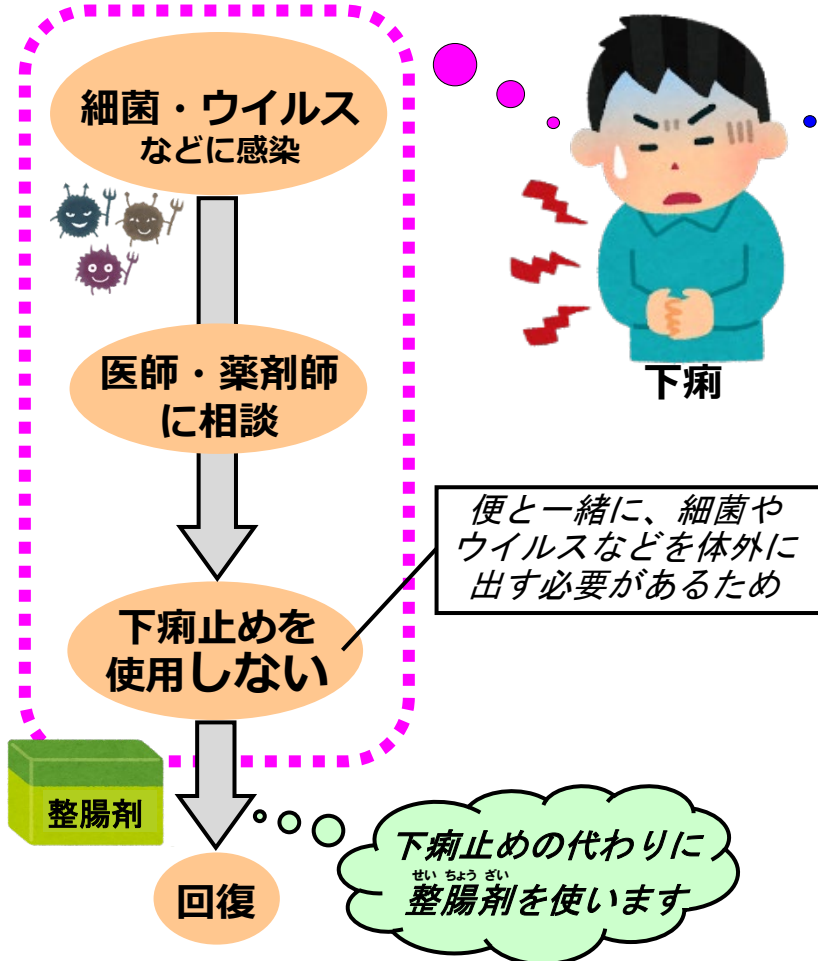 細菌・ウイルス
などに感染
下痢
医師・薬剤師
に相談
便と一緒に、細菌や
ウイルスなどを体外に
出す必要があるため
下痢止めを
使用しない
整腸剤
下痢止めの代わりに
せい ちょう ざい
整腸剤を使います
回復